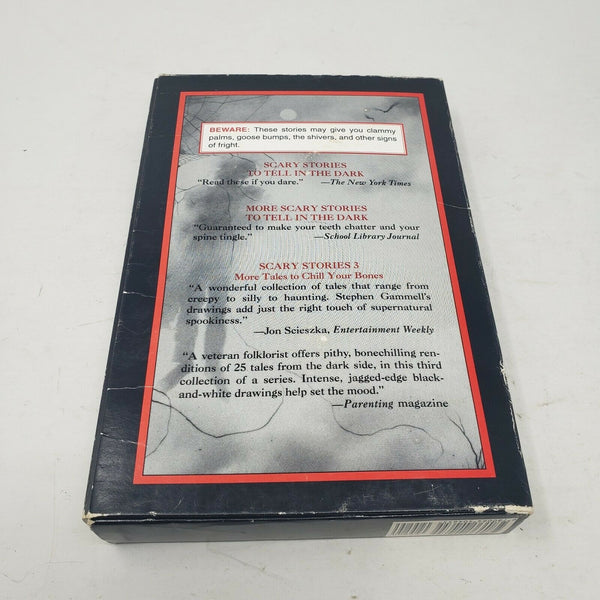 BEWARE: These stories may give you clammy
palms, goose bumps, the shivers, and other signs
of fright.
SCARY STORIES
TO TELL IN THE DARK
"Read these if you dare." —The New York Times
MORE SCARY STORIES
TO TELL IN THE DARK
"Guaranteed to make your teeth chatter and your
spine tingle." —School Library Journal
SCARY STORIES 3
More Tales to Chill Your Bones
"A wonderful collection of tales that range from
creepy to silly to haunting. Stephen Gammell's
drawings add just the right touch of supernatural
spookiness."
—Jon Scieszka, Entertainment Weekly
"A veteran folklorist offers pithy, bonechilling ren-
ditions of 25 tales from the dark side, in this third
collection of a series. Intense, jagged-edge black-
and-white drawings help set the mood."
—Parenting magazine